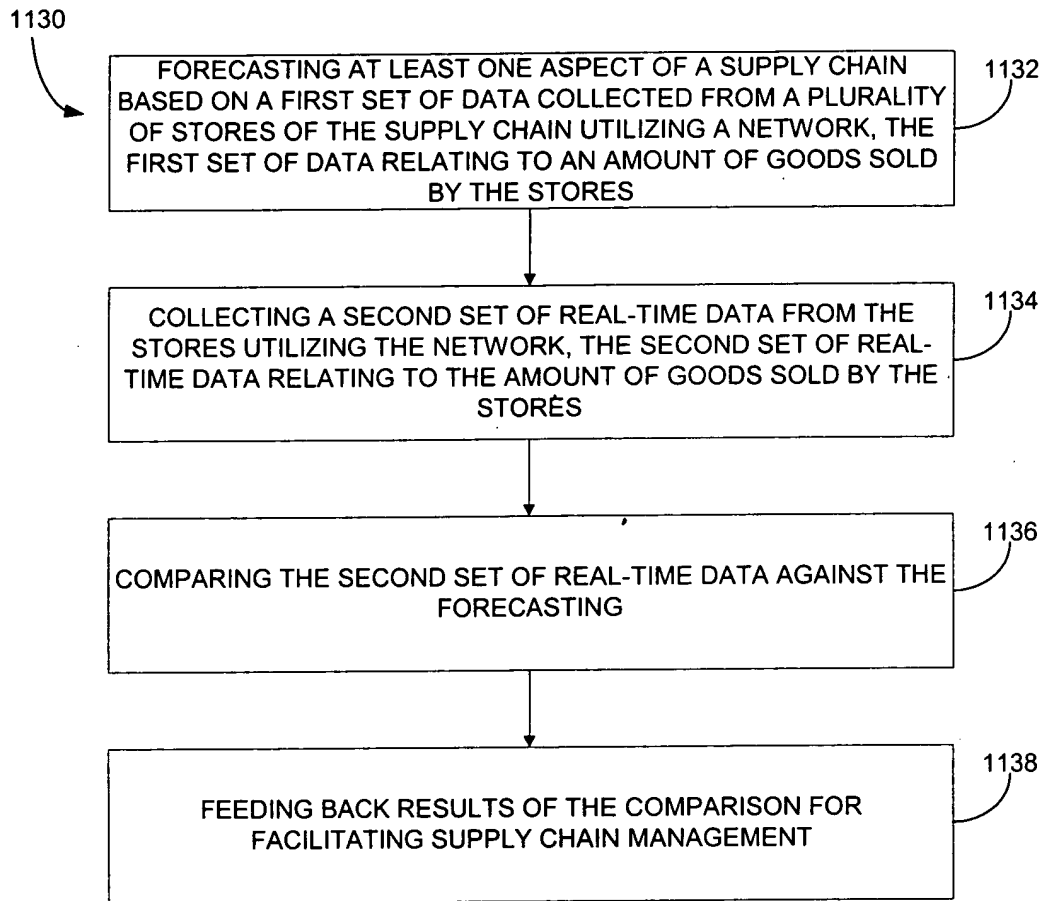 1130
FORECASTING AT LEAST ONE ASPECT OF A SUPPLY CHAIN
BASED ON A FIRST SET OF DATA COLLECTED FROM A PLURALITY
OF STORES OF THE SUPPLY CHAIN UTILIZING A NETWORK, THE
FIRST SET OF DATA RELATING TO AN AMOUNT OF GOODS SOLD
BY THE STORES
1132
COLLECTING A SECOND SET OF REAL-TIME DATA FROM THE
STORES UTILIZING THE NETWORK, THE SECOND SET OF REAL-
TIME DATA RELATING TO THE AMOUNT OF GOODS SOLD BY THE
STORES
1134
COMPARING THE SECOND SET OF REAL-TIME DATA AGAINST THE
FORECASTING
1136
FEEDING BACK RESULTS OF THE COMPARISON FOR
FACILITATING SUPPLY CHAIN MANAGEMENT
1138